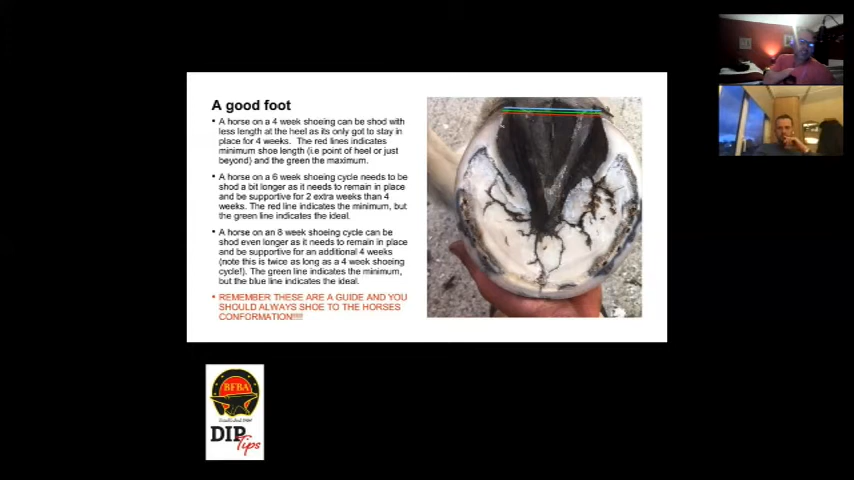 A good foot
• A horse on a 4 week shoeing can be shod with
less length at the heel as its only got to stay in
place for 4 weeks. The red lines indicates
minimum shoe length (i.e point of heel or just
beyond) and the green the maximum.
• A horse on a 6 week shoeing cycle needs to be
shod a bit longer as it needs to remain in place
and be supportive for 2 extra weeks than 4
weeks. The red line indicates the minimum, but
the green line indicates the ideal.
• A horse on an 8 week shoeing cycle can be
shod even longer as it needs to remain in place
and be supportive for an additional 4 weeks
(note this is twice as long as a 4 week shoeing
cycle!). The green line indicates the minimum,
but the blue line indicates the ideal.
• REMEMBER THESE ARE A GUIDE AND YOU
SHOULD ALWAYS SHOE TO THE HORSES
CONFORMATION!!!!
BFBA
DIP
Tips